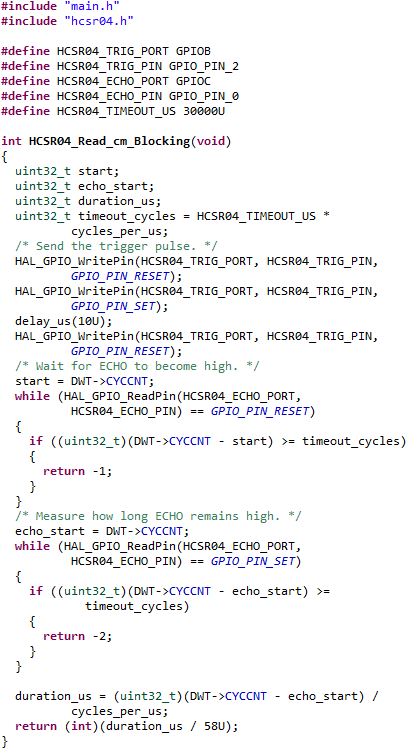 #include "main.h"
#include "hcsr04.h"

#define HCSR04_TRIG_PORT GPIOB
#define HCSR04_TRIG_PIN GPIO_PIN_2
#define HCSR04_ECHO_PORT GPIOC
#define HCSR04_ECHO_PIN GPIO_PIN_0
#define HCSR04_TIMEOUT_US 30000U

int HCSR04_Read_cm_Blocking(void)
{
  uint32_t start;
  uint32_t echo_start;
  uint32_t duration_us;
  uint32_t timeout_cycles = HCSR04_TIMEOUT_US *
          cycles_per_us;
  /* Send the trigger pulse. */
  HAL_GPIO_WritePin(HCSR04_TRIG_PORT, HCSR04_TRIG_PIN,
          GPIO_PIN_RESET);
  HAL_GPIO_WritePin(HCSR04_TRIG_PORT, HCSR04_TRIG_PIN,
          GPIO_PIN_SET);
  delay_us(10U);
  HAL_GPIO_WritePin(HCSR04_TRIG_PORT, HCSR04_TRIG_PIN,
          GPIO_PIN_RESET);
  /* Wait for ECHO to become high. */
  start = DWT->CYCCNT;
  while (HAL_GPIO_ReadPin(HCSR04_ECHO_PORT,
          HCSR04_ECHO_PIN) == GPIO_PIN_RESET)
  {
    if ((uint32_t)(DWT->CYCCNT - start) >= timeout_cycles)
    {
      return -1;
    }
  }
  /* Measure how long ECHO remains high. */
  echo_start = DWT->CYCCNT;
  while (HAL_GPIO_ReadPin(HCSR04_ECHO_PORT,
          HCSR04_ECHO_PIN) == GPIO_PIN_SET)
  {
    if ((uint32_t)(DWT->CYCCNT - echo_start) >=
            timeout_cycles)
    {
      return -2;
    }
  }

  duration_us = (uint32_t)(DWT->CYCCNT - echo_start) /
          cycles_per_us;
  return (int)(duration_us / 58U);
}